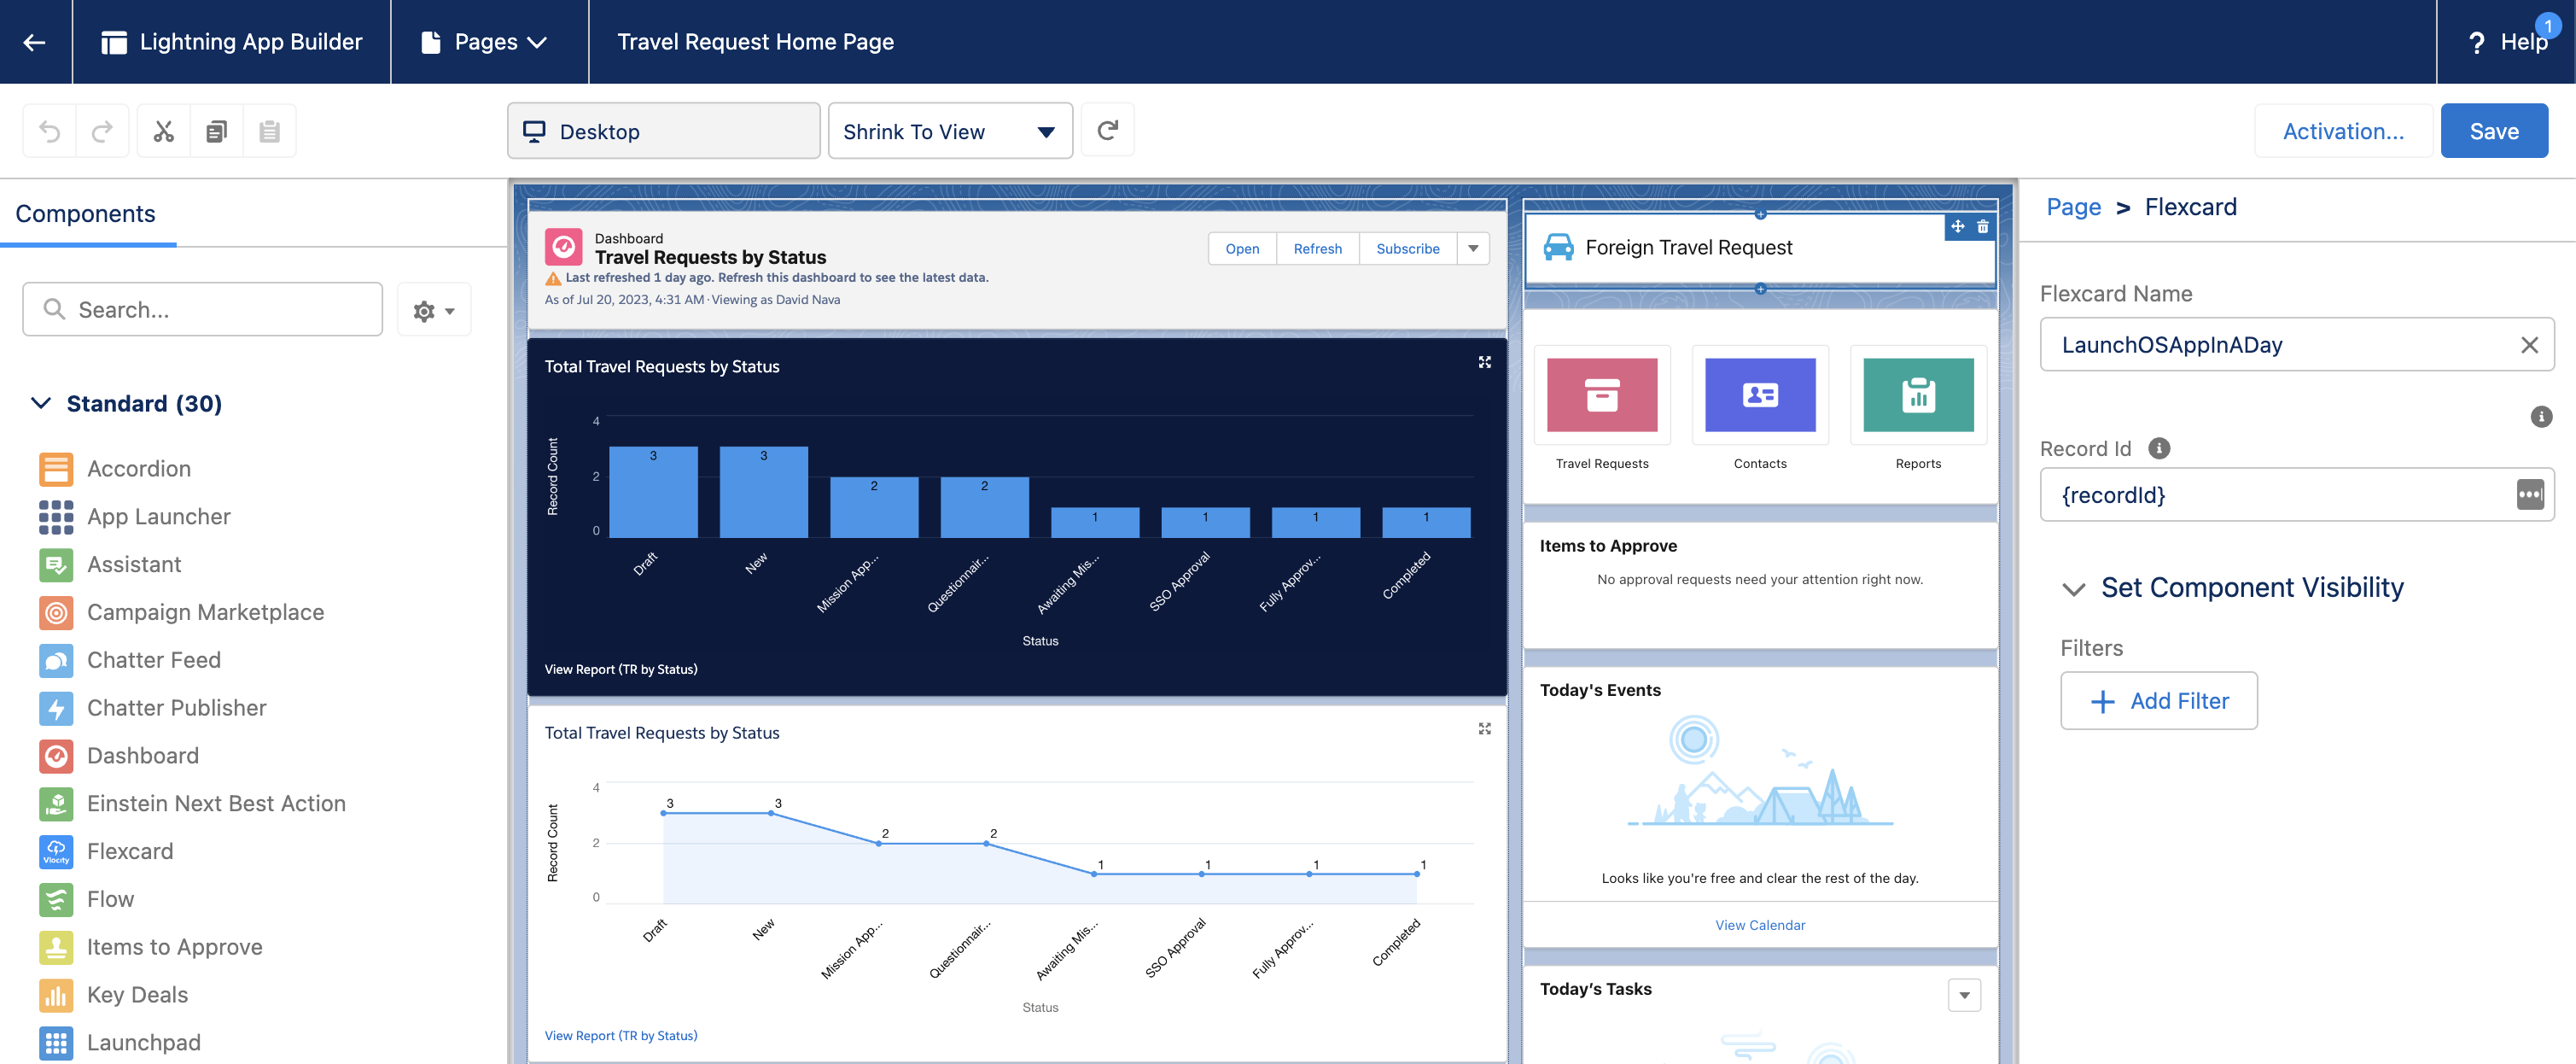 Lightning App Builder
Pages
Travel Request Home Page
? Help
1
Desktop
Shrink To View
Activation...
Save
Components
Search...
Standard (30)
Accordion
App Launcher
Assistant
Campaign Marketplace
Chatter Feed
Chatter Publisher
Dashboard
Einstein Next Best Action
Vlocity
Flexcard
Flow
Items to Approve
Key Deals
Launchpad
Dashboard
Travel Requests by Status
Last refreshed 1 day ago. Refresh this dashboard to see the latest data.
As of Jul 20, 2023, 4:31 AM·Viewing as David Nava
Open
Refresh
Subscribe
Total Travel Requests by Status
Record Count
4
2
0
3
3
2
2
1
1
1
1
Draft
New
Mission App...
Questionnair...
Awaiting Mis...
SSO Approval
Fully Approv...
Completed
Status
View Report (TR by Status)
Total Travel Requests by Status
Record Count
4
2
0
3
3
2
2
1
1
1
1
Draft
New
Mission App...
Questionnair...
Awaiting Mis...
SSO Approval
Fully Approv...
Completed
Status
View Report (TR by Status)
Foreign Travel Request
Travel Requests
Contacts
Reports
Items to Approve
No approval requests need your attention right now.
Today's Events
Looks like you're free and clear the rest of the day.
View Calendar
Today’s Tasks
Page > Flexcard
Flexcard Name
LaunchOSAppInADay
Record Id
{recordId}
Set Component Visibility
Filters
Add Filter